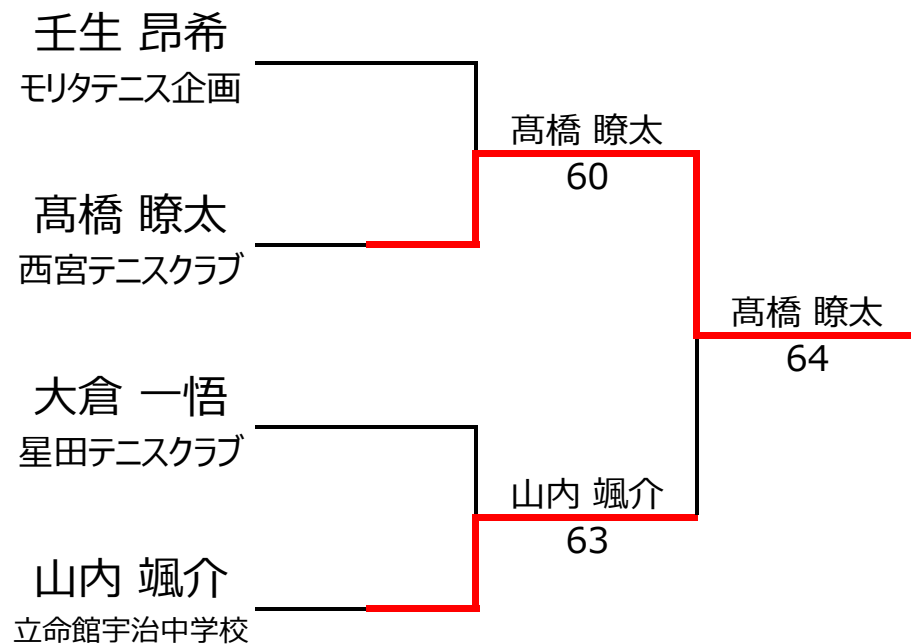 壬生 昂希
モリタテニス企画
髙橋 瞭太
60
髙橋 瞭太
西宮テニスクラブ
髙橋 瞭太
64
大倉 一悟
星田テニスクラブ
山内 颯介
63
山内 颯介
立命館宇治中学校